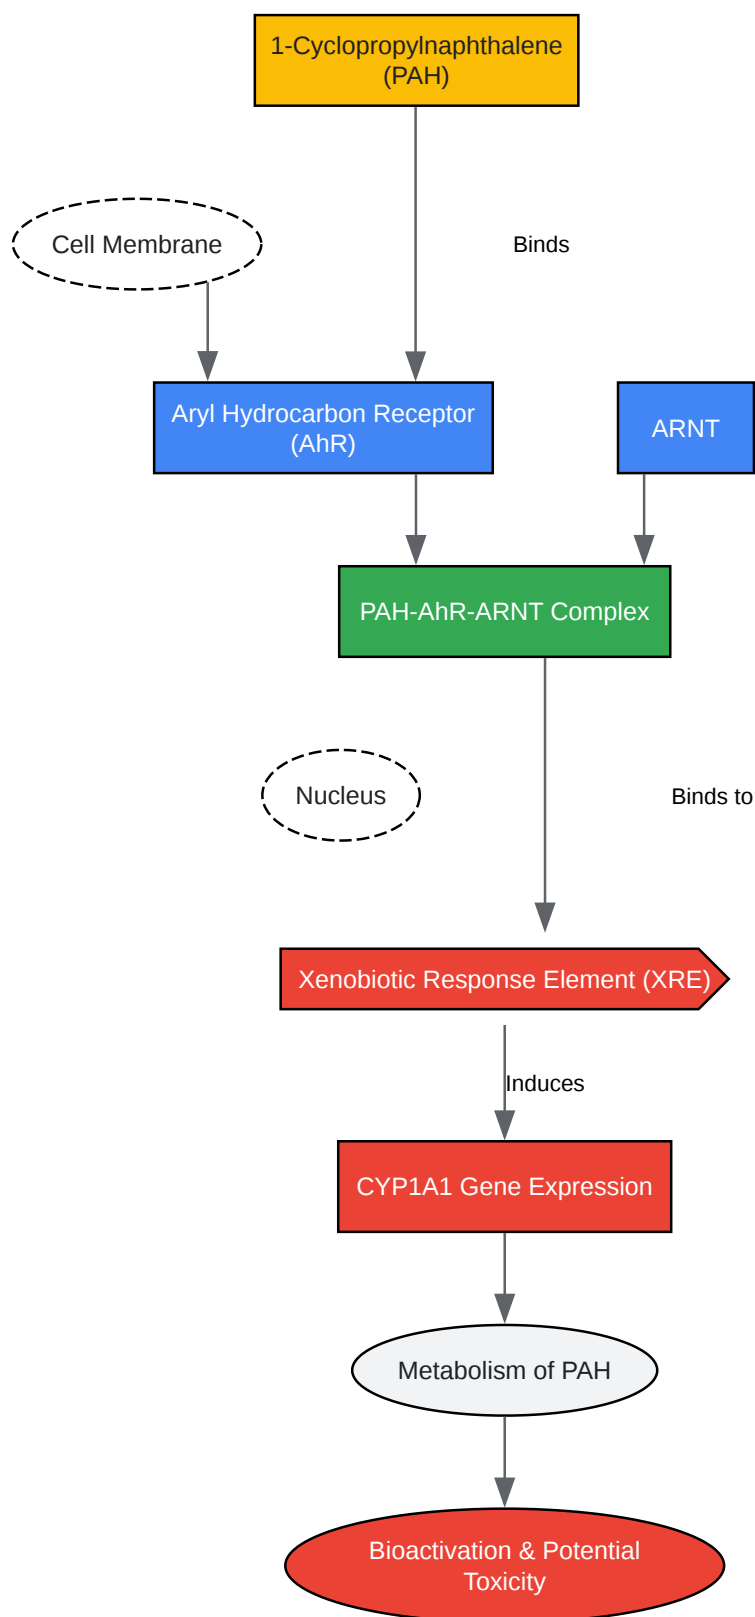 1-Cyclopropylnaphthalene
(PAH)
Cell Membrane
Binds
Aryl Hydrocarbon Receptor
(AhR)
ARNT
PAH-AhR-ARNT Complex
Nucleus
Binds to
Xenobiotic Response Element (XRE)
Induces
CYP1A1 Gene Expression
Metabolism of PAH
Bioactivation & Potential
Toxicity